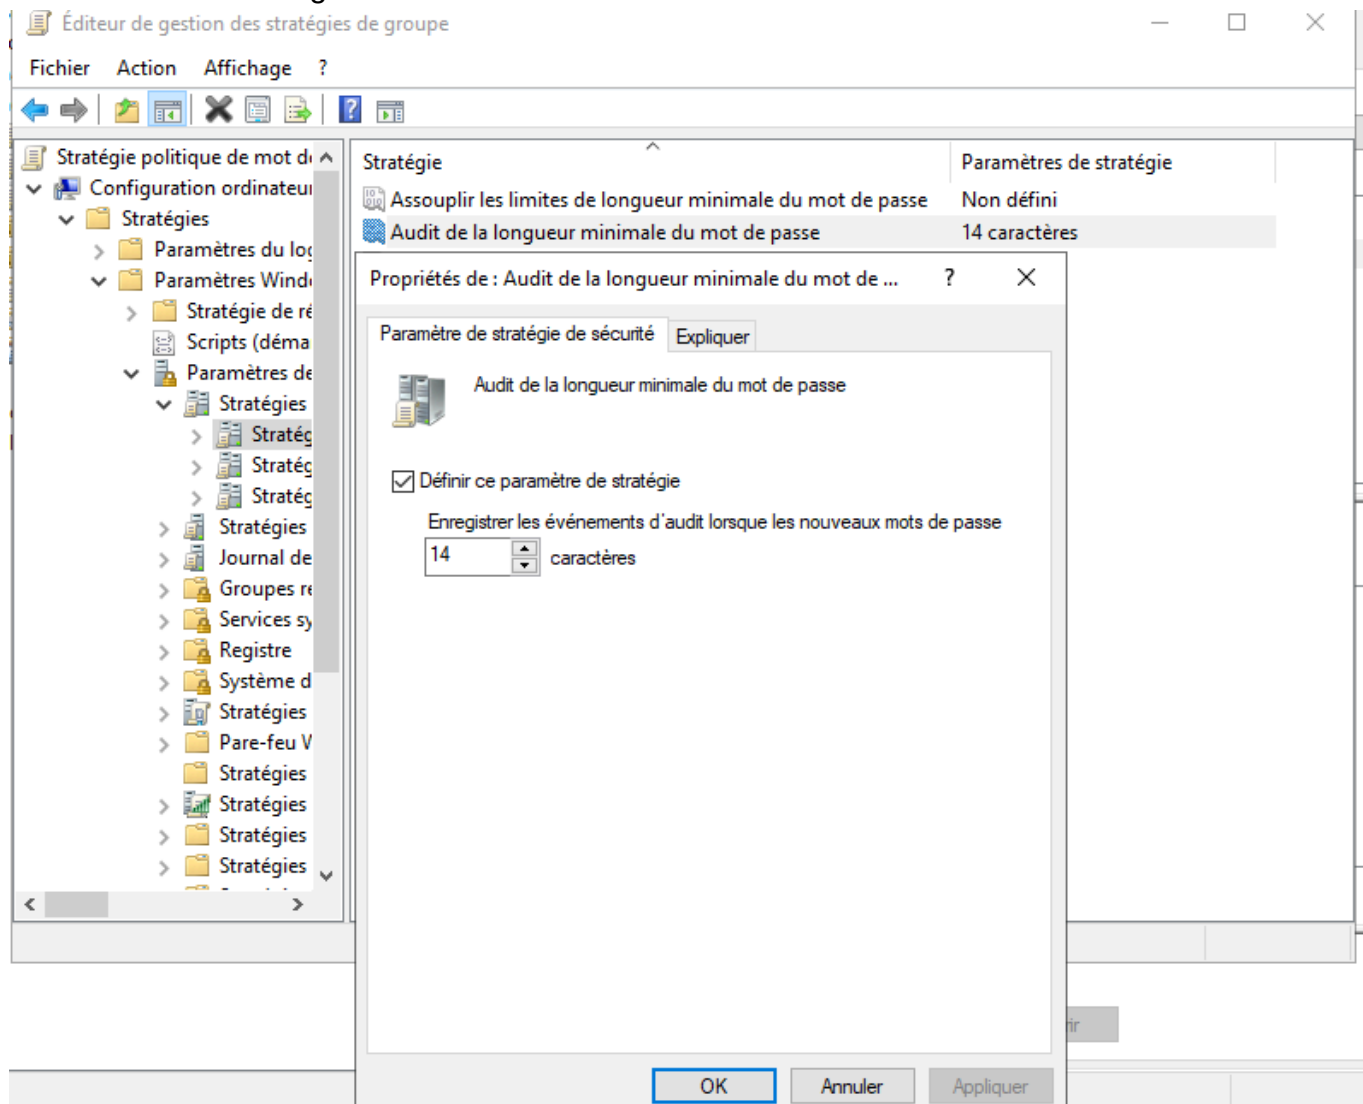 Éditeur de gestion des stratégies de groupe
Fichier Action Affichage ?
Stratégie politique de mot d
Configuration ordinateu
Stratégies
Paramètres du lo
Paramètres Wind
Stratégie de ré
Scripts (déma
Paramètres de
Stratégies
Stratég
Stratég
Stratég
Stratégies
Journal de
Groupes re
Services sy
Registre
Système d
Stratégies
Pare-feu
Stratégies
Stratégies
Stratégies
Stratégies
Stratégie Paramètres de stratégie
Assouplir les limites de longueur minimale du mot de passe Non défini
Audit de la longueur minimale du mot de passe 14 caractères
Propriétés de : Audit de la longueur minimale du mot de ... ?
Paramètre de stratégie de sécurité Expliquer
Audit de la longueur minimale du mot de passe
Définir ce paramètre de stratégie
Enregistrer les événements d'audit lorsque les nouveaux mots de passe
14 caractères
OK Annuler Appliquer